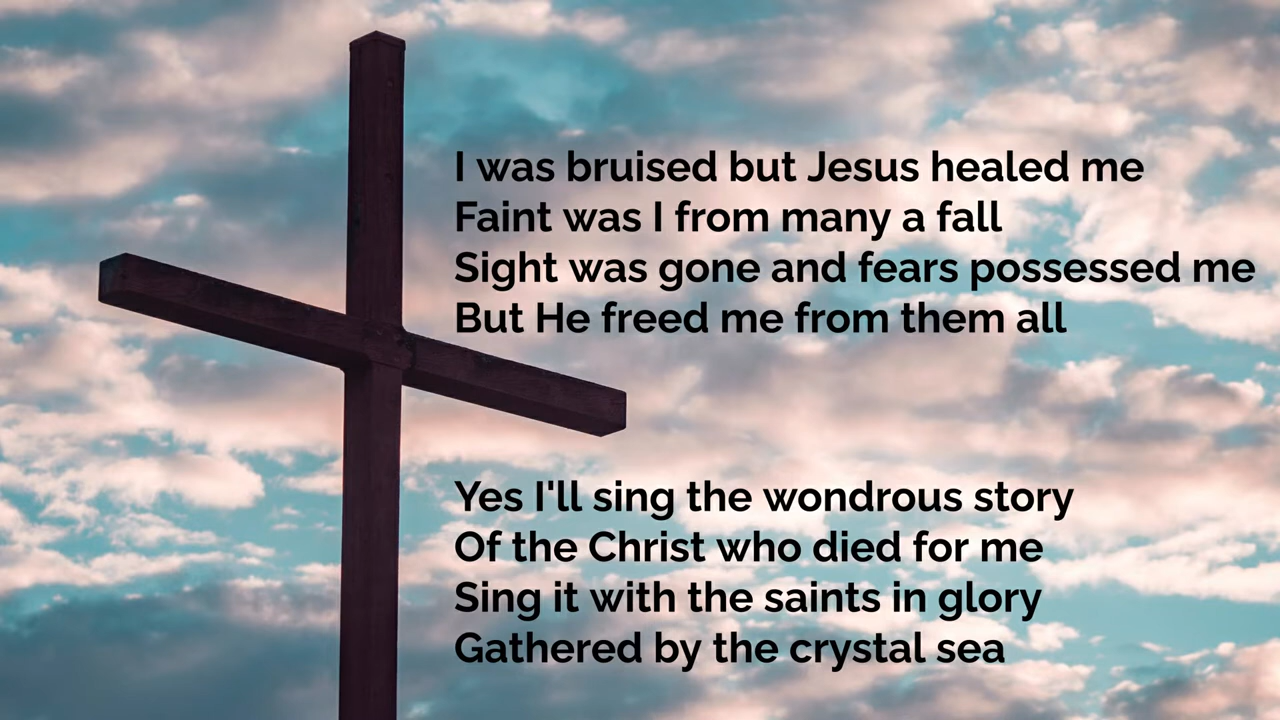 I was bruised but Jesus healed me
Faint was I from many a fall
Sight was gone and fears possessed me
But He freed me from them all
Yes I'll sing the wondrous story
Of the Christ who died for me
Sing it with the saints in glory
Gathered by the crystal sea